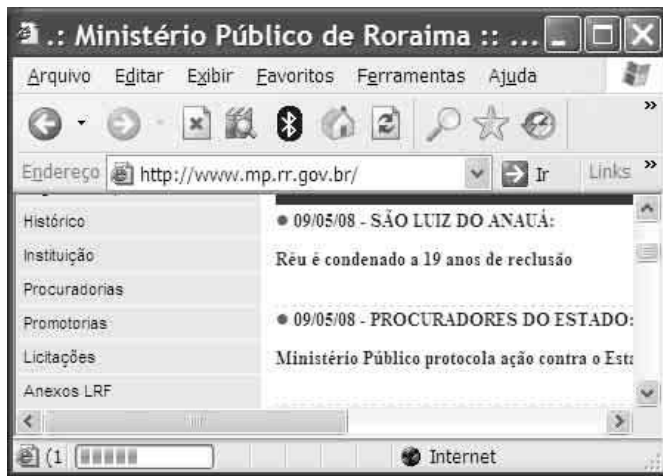 .: Ministério Público de Roraima :: ...
Arquivo Editar Exibir Favoritos Ferramentas Ajuda
Endereço http://www.mp.rr.gov.br/ Ir Links
Histórico
Instituição
Procuradorias
Promotorias
Licitações
Anexos LRF
09/05/08 - SÃO LUIZ DO ANAUÁ:
Réu é condenado a 19 anos de reclusão
09/05/08 - PROCURADORES DO ESTADO:
Ministério Público protocola ação contra o Esta
(1 Internet